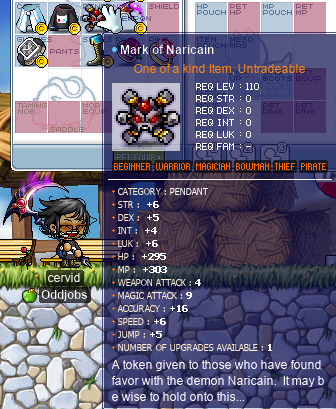 SHIELD
HP POUCH
PET HP
MP POUCH
PET MP
Mark of Naricain
One of a kind Item, Untradeable
PANTS
REQ LEV : 110
REQ STR : 0
REQ DEX : 0
REQ INT : 0
REQ LUK : 0
REQ FAM : -
TAMING MOB
SADDLE
BEGINNER WARRIOR MAGICIAN BOWMAN THIEF PIRATE
· CATEGORY : PENDANT
· STR : +6
· DEX : +5
· INT : +4
· LUK : +6
· HP : +295
· MP : +303
· WEAPON ATTACK : 4
· MAGIC ATTACK : 9
· ACCURACY : +16
· SPEED : +6
· JUMP : +5
· NUMBER OF UPGRADES AVAILABLE : 1
cervid
Oddjobs
A token given to those who have found
favor with the demon Naricain. It may b
e wise to hold onto this...